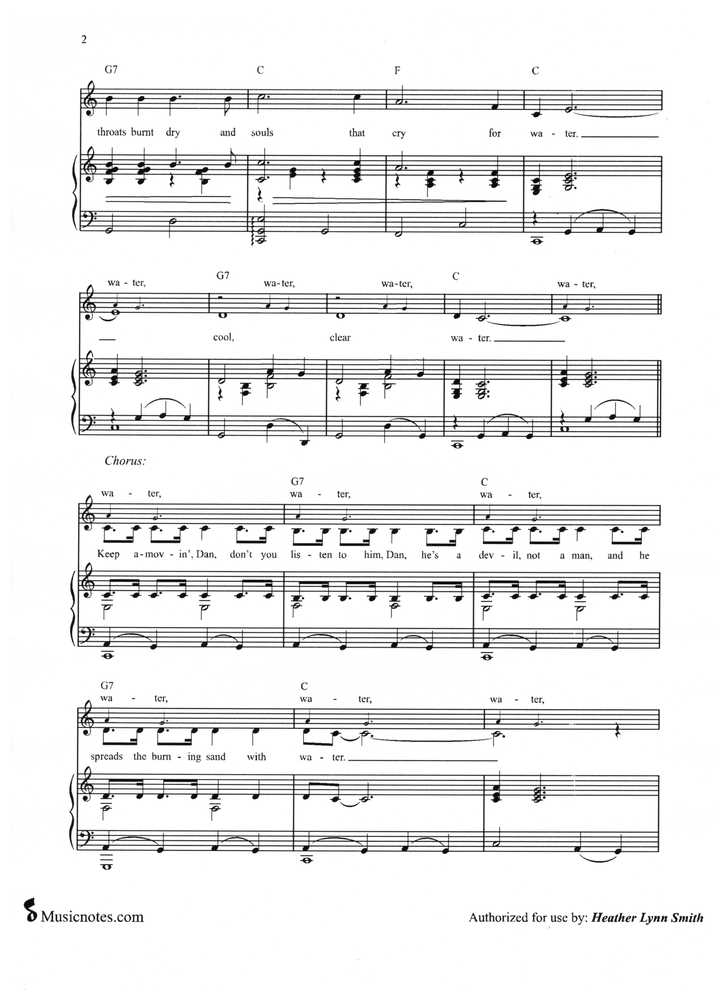 2
G7 C F C
throats burnt dry and souls that cry for wa - ter,
G7 C
wa - ter, wa-ter, wa-ter, wa - ter,
cool, clear wa - ter.
Chorus:
G7 C
wa - ter, wa - ter, wa - ter,
Keep a-mov - in', Dan, don't you lis - ten to him, Dan, he's a dev - il, not a man, and he
G7 C
wa - ter, wa - ter, wa - ter,
spreads the burn - ing sand with wa - ter.
Musicnotes.com
Authorized for use by: Heather Lynn Smith